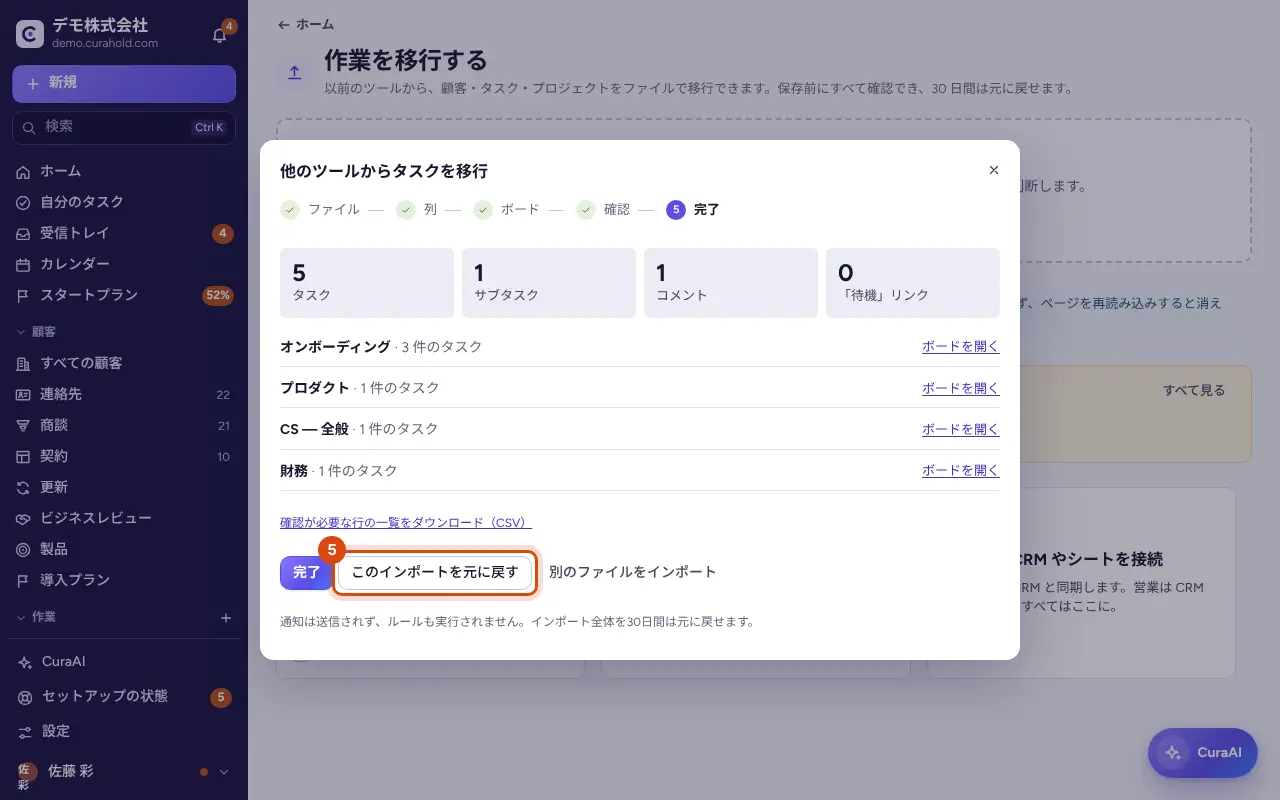 デモ株式会社
demo.curahold.com
4
新規
検索
Ctrl K
ホーム
自分のタスク
受信トレイ
4
カレンダー
スタートプラン
52%
顧客
すべての顧客
連絡先
22
商談
21
契約
10
更新
ビジネスレビュー
製品
導入プラン
作業
CuraAI
セットアップの状態
5
設定
佐彩
佐藤 彩
← ホーム
作業を移行する
以前のツールから、顧客・タスク・プロジェクトをファイルで移行できます。保存前にすべて確認でき、30 日間は元に戻せます。
断します。
ず、ページを再読み込みすると消え
すべて見る
CRM やシートを接続
RM と同期します。営業は CRM
すべてはここに。
他のツールからタスクを移行
ファイル
列
ボード
確認
5
完了
5
タスク
1
サブタスク
1
コメント
0
「待機」リンク
オンボーディング · 3 件のタスク
ボードを開く
プロダクト · 1 件のタスク
ボードを開く
CS — 全般 · 1 件のタスク
ボードを開く
財務 · 1 件のタスク
ボードを開く
確認が必要な行の一覧をダウンロード（CSV）
5
完了
このインポートを元に戻す
別のファイルをインポート
通知は送信されず、ルールも実行されません。インポート全体を30日間は元に戻せます。
CuraAI